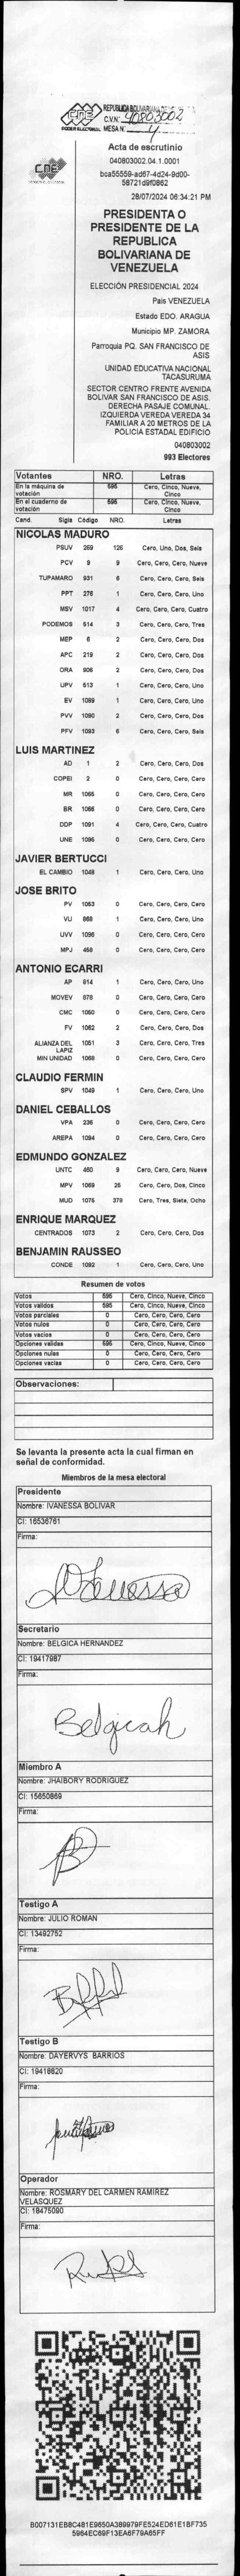 CNE
PODER ELECTORAL
REPUBLICA BOLIVARIANA DE
C.V.N: 40803002
MESA N: 4
CNE
Acta de escrutinio
040803002.04.1.0001
bca55559-ad67-4d24-9d00-
58721d9f0862
28/07/2024 06:34:21 PM
PRESIDENTA O
PRESIDENTE DE LA
REPUBLICA
BOLIVARIANA DE
VENEZUELA
ELECCIÓN PRESIDENCIAL 2024
País VENEZUELA
Estado EDO. ARAGUA
Municipio MP. ZAMORA
Parroquia PQ. SAN FRANCISCO DE
ASIS
UNIDAD EDUCATIVA NACIONAL
TACASURUMA
SECTOR CENTRO FRENTE AVENIDA
BOLIVAR SAN FRANCISCO DE ASIS.
DERECHA PASAJE COMUNAL.
IZQUIERDA VEREDA VEREDA 34
FAMILIAR A 20 METROS DE LA
POLICIA ESTADAL EDIFICIO
040803002
993 Electores
Votantes NRO. Letras
En la máquina de votación 595 Cero, Cinco, Nueve, Cinco
En el cuaderno de votación 595 Cero, Cinco, Nueve, Cinco
Cand. Sigla Código NRO. Letras
NICOLAS MADURO
PSUV 269 126 Cero, Uno, Dos, Seis
PCV 9 9 Cero, Cero, Cero, Nueve
TUPAMARO 931 6 Cero, Cero, Cero, Seis
PPT 276 1 Cero, Cero, Cero, Uno
MSV 1017 4 Cero, Cero, Cero, Cuatro
PODEMOS 514 3 Cero, Cero, Cero, Tres
MEP 6 2 Cero, Cero, Cero, Dos
APC 219 2 Cero, Cero, Cero, Dos
ORA 906 2 Cero, Cero, Cero, Dos
UPV 513 1 Cero, Cero, Cero, Uno
EV 1089 1 Cero, Cero, Cero, Uno
PVV 1090 2 Cero, Cero, Cero, Dos
PFV 1093 6 Cero, Cero, Cero, Seis
LUIS MARTINEZ
AD 1 2 Cero, Cero, Cero, Dos
COPEI 2 0 Cero, Cero, Cero, Cero
MR 1065 0 Cero, Cero, Cero, Cero
BR 1066 0 Cero, Cero, Cero, Cero
DDP 1091 4 Cero, Cero, Cero, Cuatro
UNE 1095 0 Cero, Cero, Cero, Cero
JAVIER BERTUCCI
EL CAMBIO 1048 1 Cero, Cero, Cero, Uno
JOSE BRITO
PV 1053 0 Cero, Cero, Cero, Cero
VU 868 1 Cero, Cero, Cero, Uno
UVV 1096 0 Cero, Cero, Cero, Cero
MPJ 458 0 Cero, Cero, Cero, Cero
ANTONIO ECARRI
AP 814 1 Cero, Cero, Cero, Uno
MOVEV 878 0 Cero, Cero, Cero, Cero
CMC 1050 0 Cero, Cero, Cero, Cero
FV 1062 2 Cero, Cero, Cero, Dos
ALIANZA DEL LAPIZ 1051 3 Cero, Cero, Cero, Tres
MIN UNIDAD 1068 0 Cero, Cero, Cero, Cero
CLAUDIO FERMIN
SPV 1049 1 Cero, Cero, Cero, Uno
DANIEL CEBALLOS
VPA 236 0 Cero, Cero, Cero, Cero
AREPA 1094 0 Cero, Cero, Cero, Cero
EDMUNDO GONZALEZ
UNTC 460 9 Cero, Cero, Cero, Nueve
MPV 1069 25 Cero, Cero, Dos, Cinco
MUD 1075 378 Cero, Tres, Siete, Ocho
ENRIQUE MARQUEZ
CENTRADOS 1073 2 Cero, Cero, Cero, Dos
BENJAMIN RAUSSEO
CONDE 1092 1 Cero, Cero, Cero, Uno
Resumen de votos
Votos 595 Cero, Cinco, Nueve, Cinco
Votos validos 595 Cero, Cinco, Nueve, Cinco
Votos parciales 0 Cero, Cero, Cero, Cero
Votos nulos 0 Cero, Cero, Cero, Cero
Votos vacios 0 Cero, Cero, Cero, Cero
Opciones validas 595 Cero, Cinco, Nueve, Cinco
Opciones nulas 0 Cero, Cero, Cero, Cero
Opciones vacias 0 Cero, Cero, Cero, Cero
Observaciones:
Se levanta la presente acta la cual firman en
señal de conformidad.
Miembros de la mesa electoral
Presidente
Nombre: IVANESSA BOLIVAR
CI: 16536761
Firma:
Secretario
Nombre: BELGICA HERNANDEZ
CI: 19417987
Firma:
Belgicah
Miembro A
Nombre: JHAIBORY RODRIGUEZ
CI: 15650869
Firma:
Testigo A
Nombre: JULIO ROMAN
CI: 13492752
Firma:
Testigo B
Nombre: DAYERVYS BARRIOS
CI: 19418620
Firma:
Operador
Nombre: ROSMARY DEL CARMEN RAMIREZ
VELASQUEZ
CI: 18475090
Firma:
B007131EB8C481E9650A389979FE524ED61E1BF735
5964EC69F13EA6F79A65FF